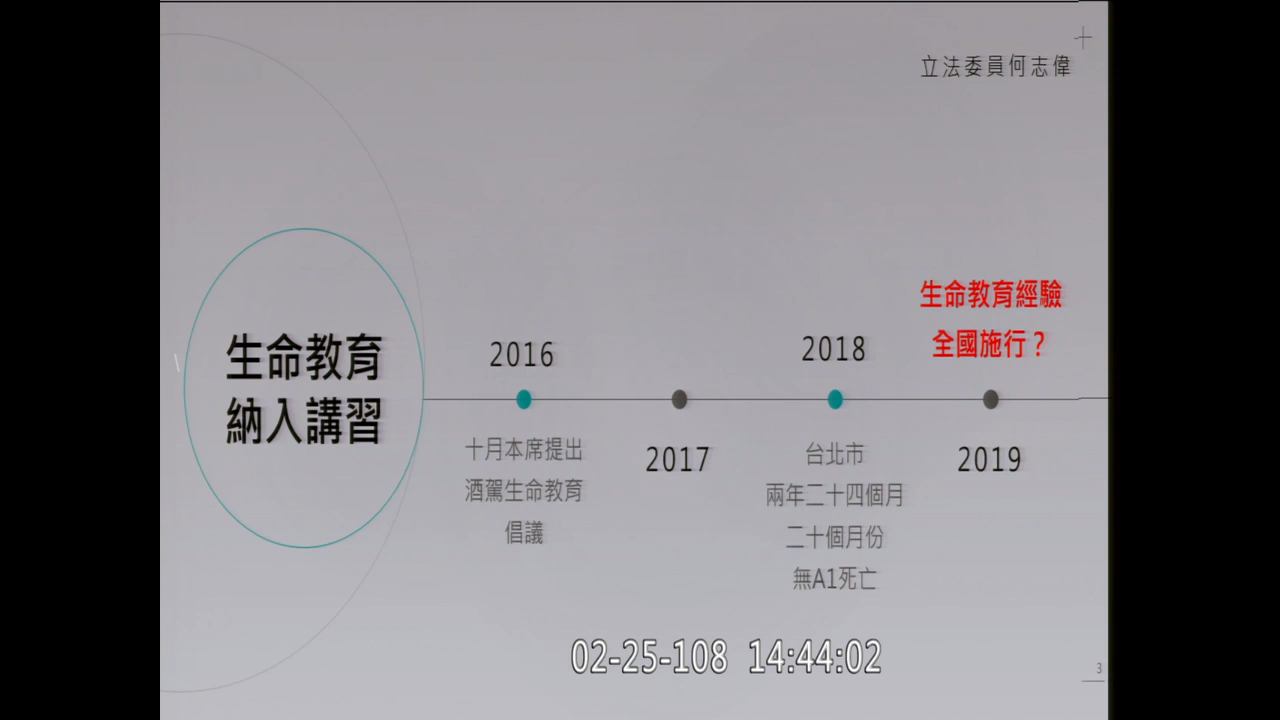 立法委員何志偉
生命教育
納入講習
2016
十月本席提出
酒駕生命教育
倡議
2017
2018
台北市
兩年二十四個月
二十個月份
無A1死亡
生命教育經驗
全國施行？
2019
02-25-108 14:44:02
3